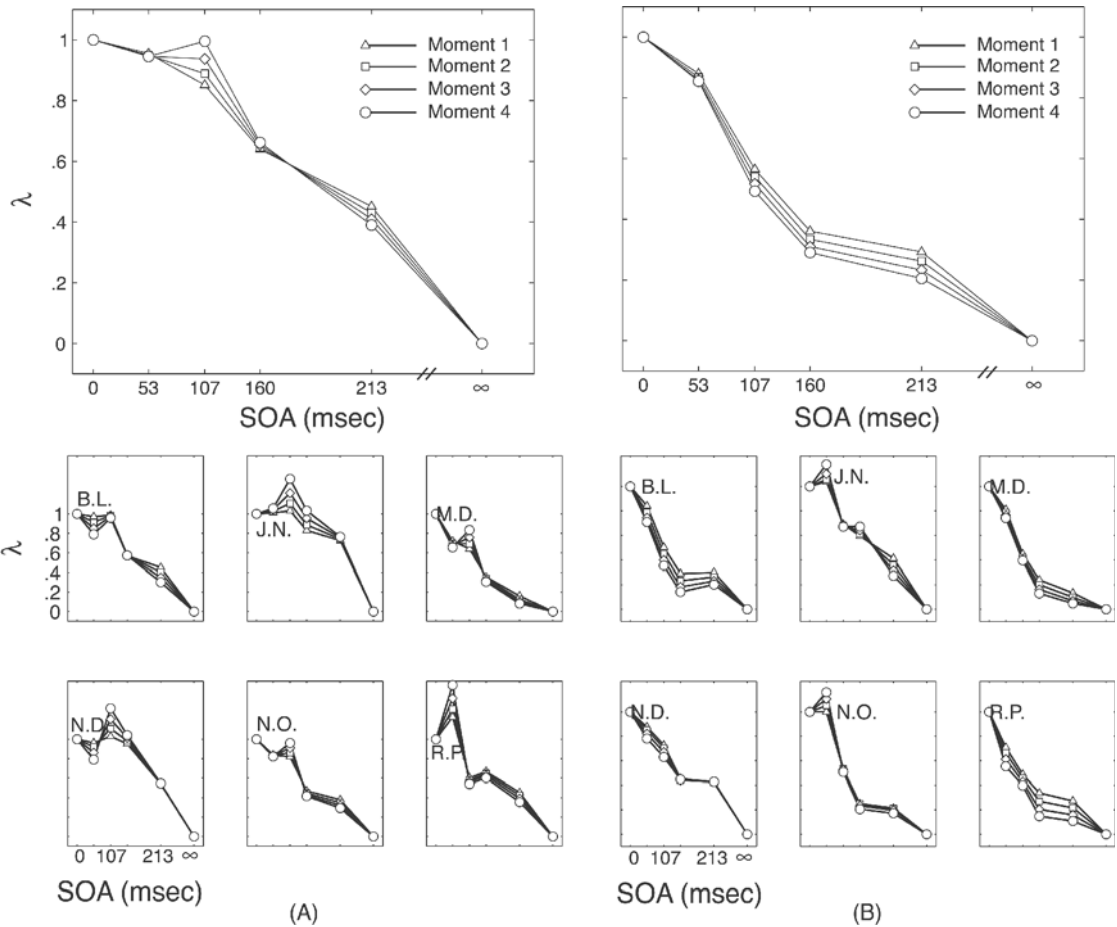 1
.8
.6
.4
.2
0
λ
Moment 1
Moment 2
Moment 3
Moment 4
0 53 107 160 213 ∞
SOA (msec)
Moment 1
Moment 2
Moment 3
Moment 4
0 53 107 160 213 ∞
SOA (msec)
λ
1
.8
.6
.4
.2
0
B.L.
J.N.
M.D.
B.L.
J.N.
M.D.
N.D.
N.O.
R.P.
N.D.
N.O.
R.P.
0 107 213 ∞
SOA (msec)
0 107 213 ∞
SOA (msec)
(A)
(B)